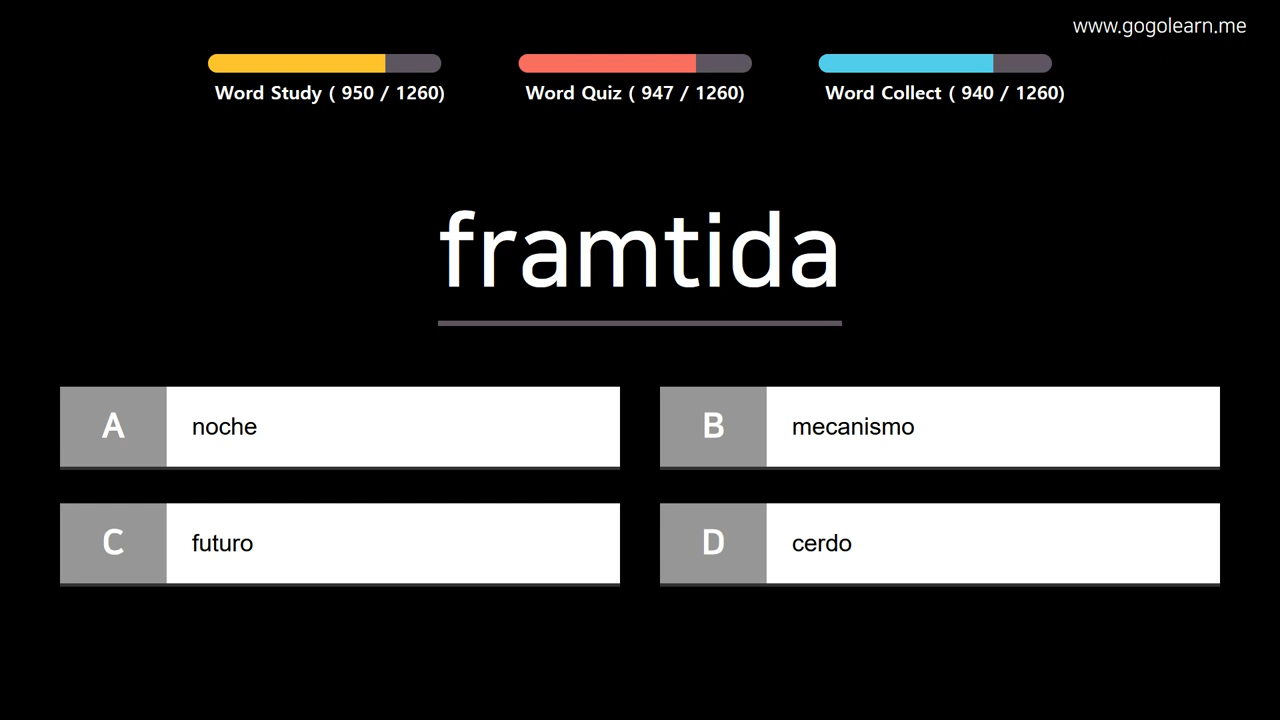 www.gogolearn.me
Word Study ( 950 / 1260)
Word Quiz ( 947 / 1260)
Word Collect ( 940 / 1260)
framtida
A noche
B mecanismo
C futuro
D cerdo